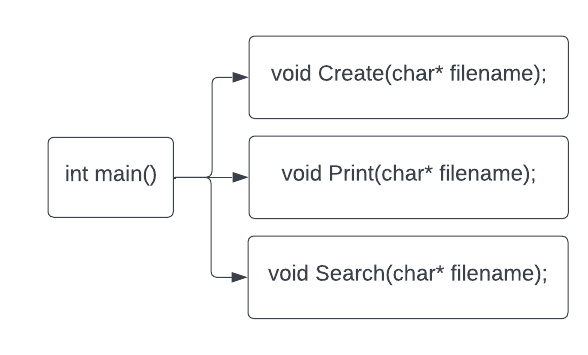 void Create(char* filename);
int main()
void Print(char* filename);
void Search(char* filename);